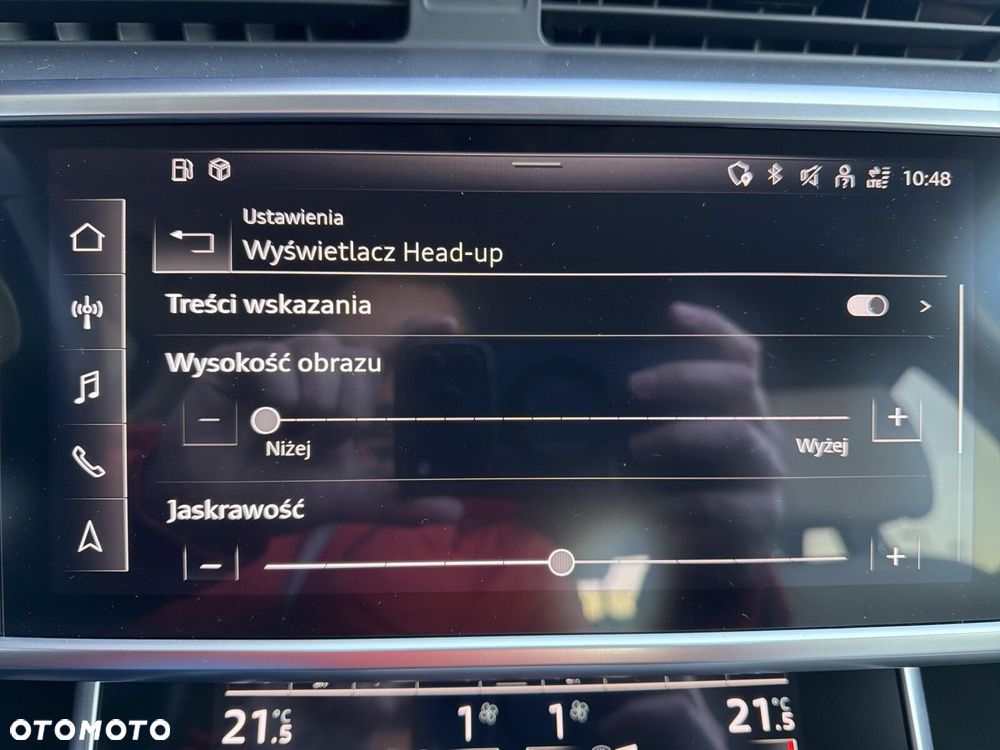 LTE 10:48
Ustawienia
Wyświetlacz Head-up
Treści wskazania
Wysokość obrazu
Niżej Wyżej
Jaskrawość
21.5 °C 1 1 21.5 °C
OTOMOTO